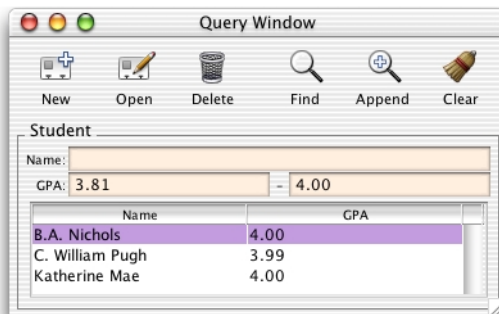 Query Window
New Open Delete Find Append Clear
Student
Name:
GPA: 3.81 - 4.00
Name GPA
B.A. Nichols 4.00
C. William Pugh 3.99
Katherine Mae 4.00